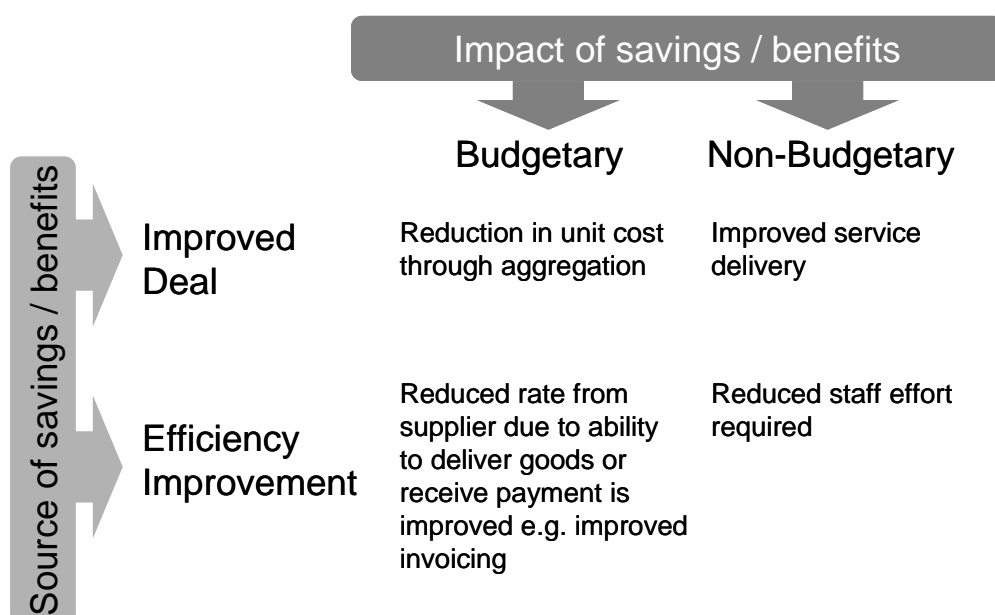 Impact of savings / benefits
Budgetary
Non-Budgetary
Source of savings / benefits
Improved
Deal
Reduction in unit cost
through aggregation
Improved service
delivery
Efficiency
Improvement
Reduced rate from
supplier due to ability
to deliver goods or
receive payment is
improved e.g. improved
invoicing
Reduced staff effort
required